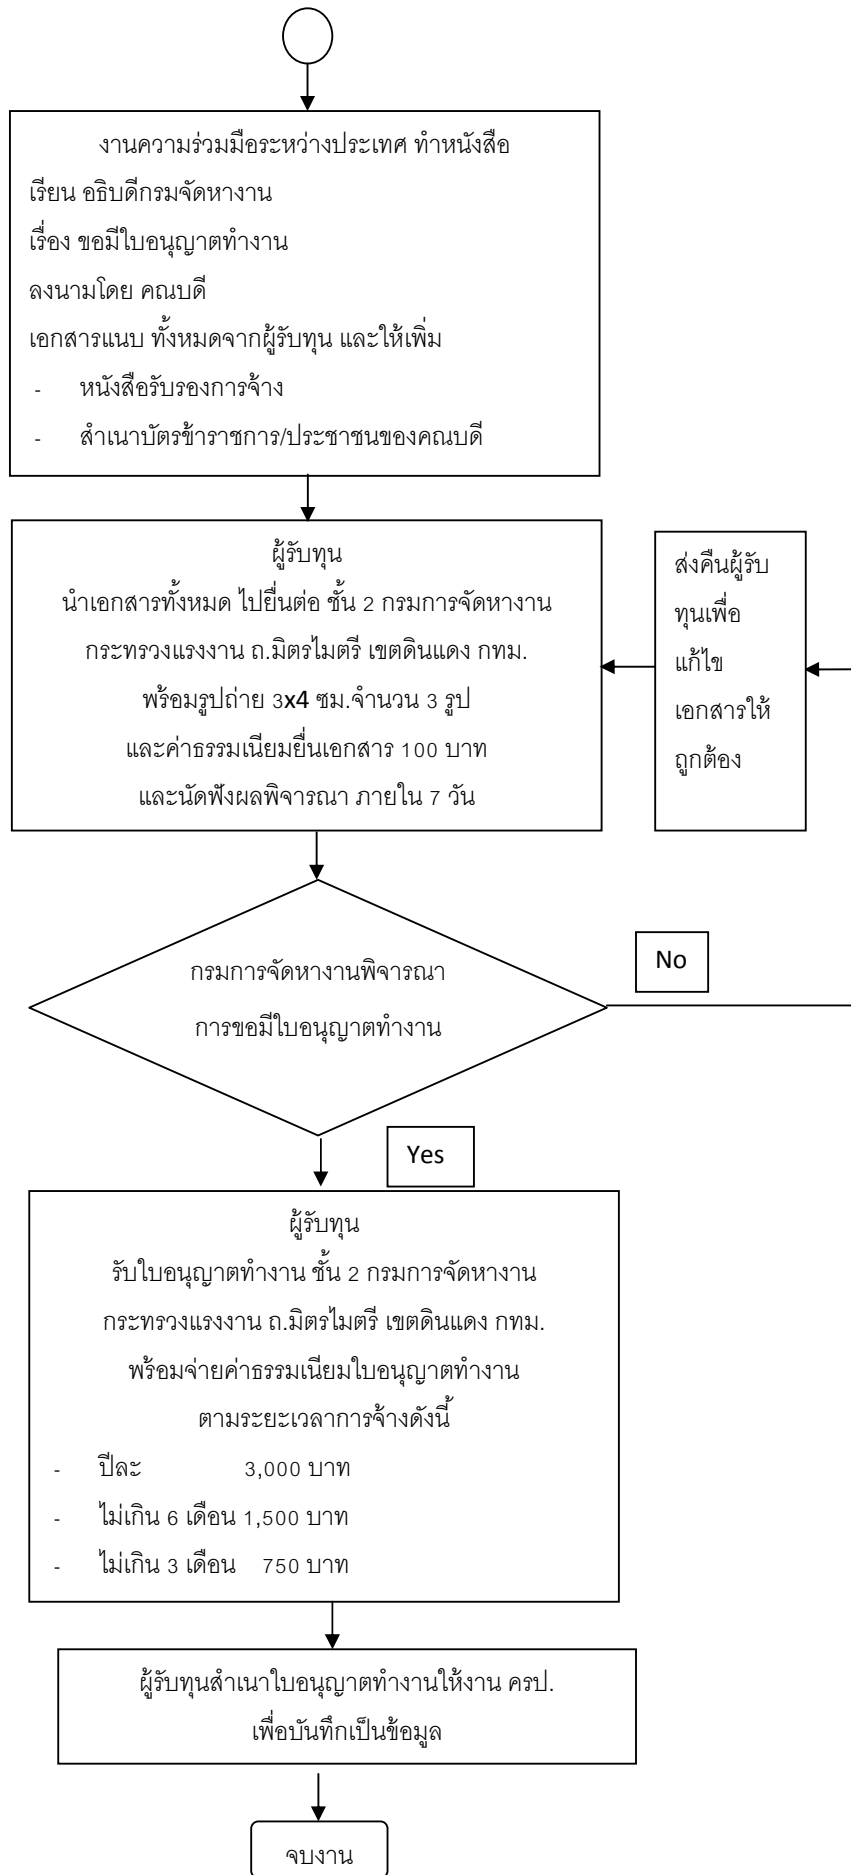 งานความร่วมมือระหว่างประเทศ ทำหนังสือ
เรียน อธิบดีกรมจัดหางาน
เรื่อง ขอมีใบอนุญาตทำงาน
ลงนามโดย คณบดี
เอกสารแนบ ทั้งหมดจากผู้รับทุน และให้เพิ่ม
- หนังสือรับรองการจ้าง
- สำเนาบัตรข้าราชการ/ประชาชนของคณบดี
ผู้รับทุน
นำเอกสารทั้งหมด ไปยื่นต่อ ชั้น 2 กรมการจัดหางาน
กระทรวงแรงงาน ถ.มิตรไมตรี เขตดินแดง กทม.
พร้อมรูปถ่าย 3x4 ซม.จำนวน 3 รูป
และค่าธรรมเนียมยื่นเอกสาร 100 บาท
และนัดฟังผลพิจารณา ภายใน 7 วัน
ส่งคืนผู้รับ
ทุนเพื่อ
แก้ไข
เอกสารให้
ถูกต้อง
กรมการจัดหางานพิจารณา
การขอมีใบอนุญาตทำงาน
No
Yes
ผู้รับทุน
รับใบอนุญาตทำงาน ชั้น 2 กรมการจัดหางาน
กระทรวงแรงงาน ถ.มิตรไมตรี เขตดินแดง กทม.
พร้อมจ่ายค่าธรรมเนียมใบอนุญาตทำงาน
ตามระยะเวลาการจ้างดังนี้
- ปีละ 3,000 บาท
- ไม่เกิน 6 เดือน 1,500 บาท
- ไม่เกิน 3 เดือน 750 บาท
ผู้รับทุนสำเนาใบอนุญาตทำงานให้งาน ครป.
เพื่อบันทึกเป็นข้อมูล
จบงาน